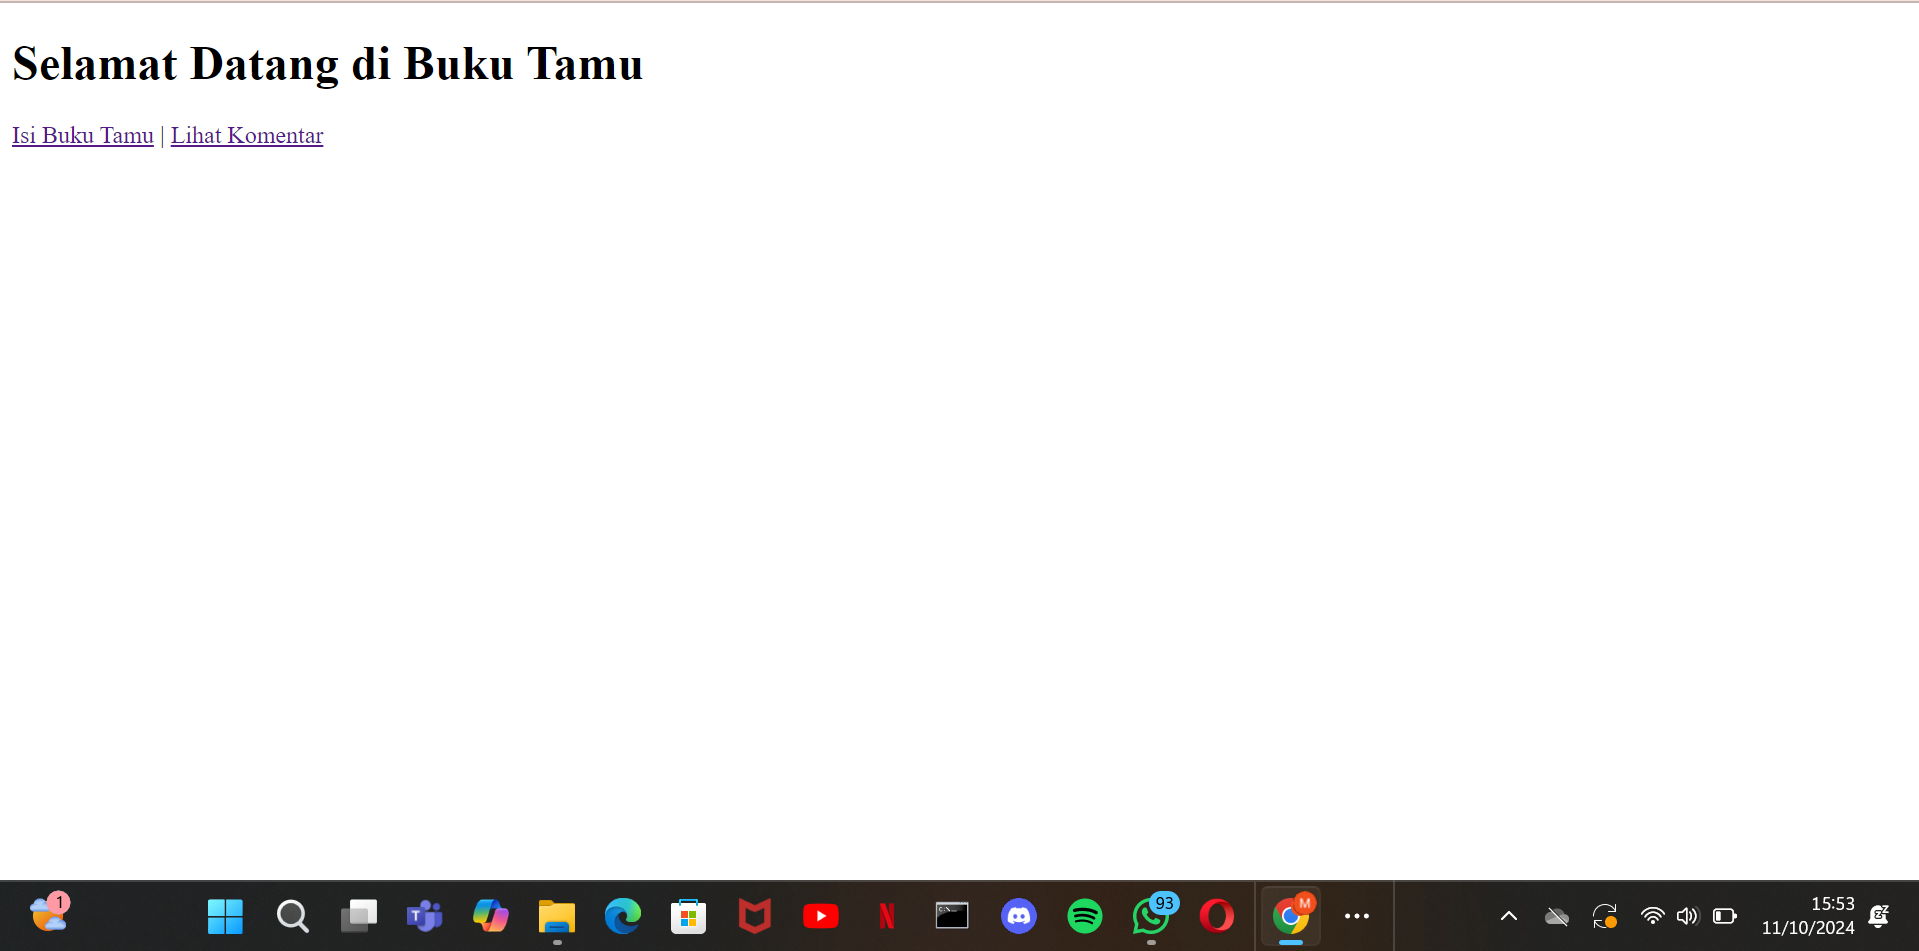 Selamat Datang di Buku Tamu
Isi Buku Tamu | Lihat Komentar
1
T
N
C:\
93
M
15:53
11/10/2024